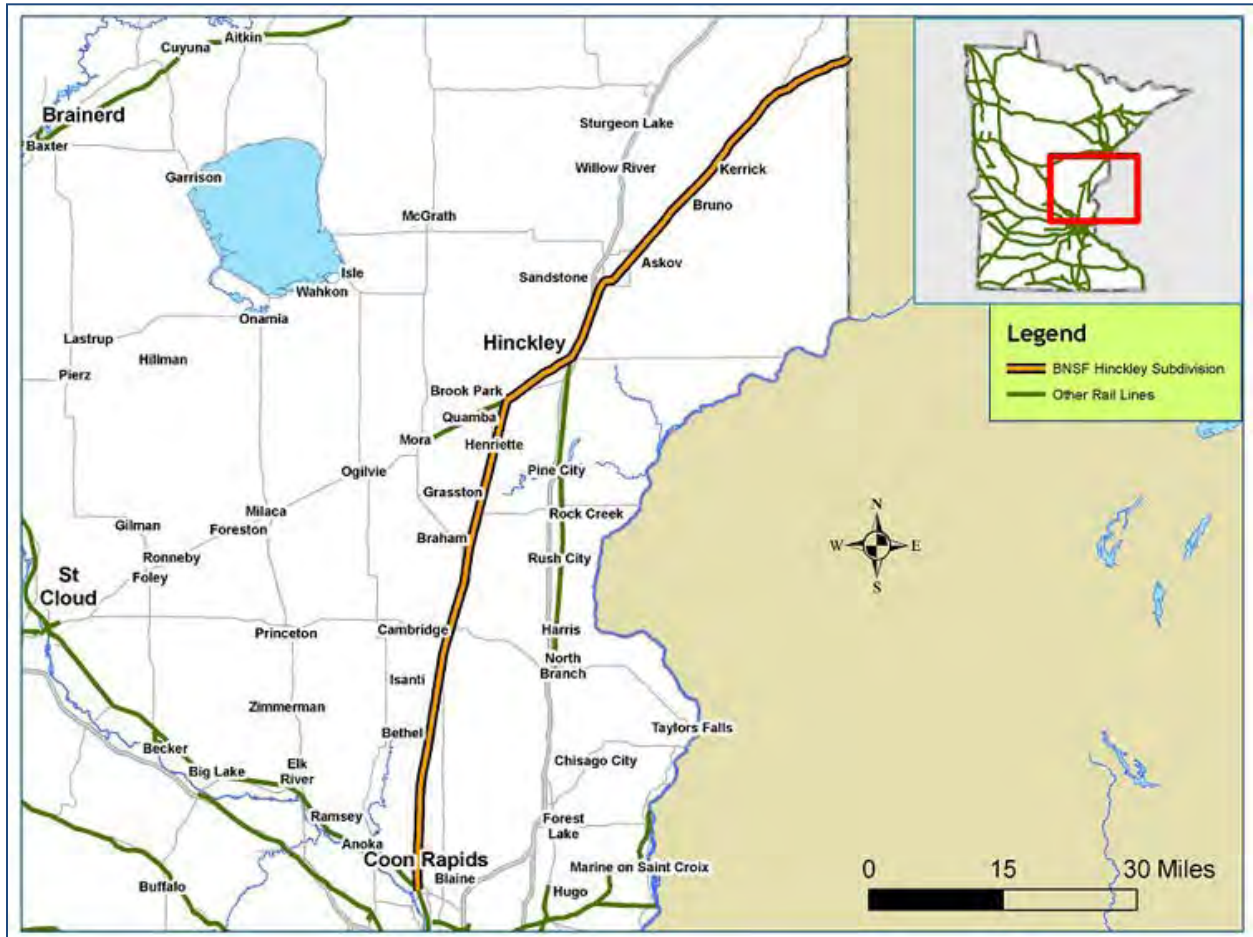 Aitkin
Cuyuna
Brainerd
Baxter
Garrison
McGrath
Isle
Wahkon
Onamia
Lastrup
Hillman
Pierz
Sturgeon Lake
Willow River
Kerrick
Bruno
Askov
Sandstone
Hinckley
Brook Park
Quamba
Mora
Henriette
Ogilvie
Pine City
Grasston
Rock Creek
Milaca
Gilman
Foreston
Braham
Ronneby
Rush City
Foley
St
Cloud
Princeton
Cambridge
Harris
North
Branch
Isanti
Zimmerman
Bethel
Taylors Falls
Becker
Big Lake
Elk
River
Chisago City
Ramsey
Forest
Lake
Anoka
Coon Rapids
Blaine
Marine on Saint Croix
Buffalo
Hugo
Legend
BNSF Hinckley Subdivision
Other Rail Lines
N
W
E
S
0 15 30 Miles